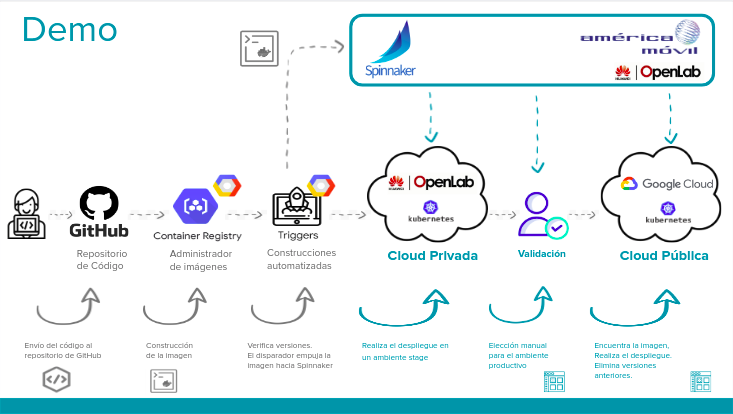 Demo
Spinnaker
américa
móvil
HUAWEI
OpenLab
GitHub
Repositorio
de Código
Container Registry
Administrador
de imágenes
Triggers
Construcciones
automatizadas
HUAWEI
OpenLab
kubernetes
Cloud Privada
Validación
Google Cloud
kubernetes
Cloud Pública
Envío del código al
repositorio de GitHub
Construcción
de la imagen
Verifica versiones.
El disparador empuja la
imagen hacia Spinnaker
Realiza el despliegue en
un ambiente stage
Elección manual
para el ambiente
productivo
Encuentra la imagen,
Realiza el despliegue.
Elimina versiones
anteriores.